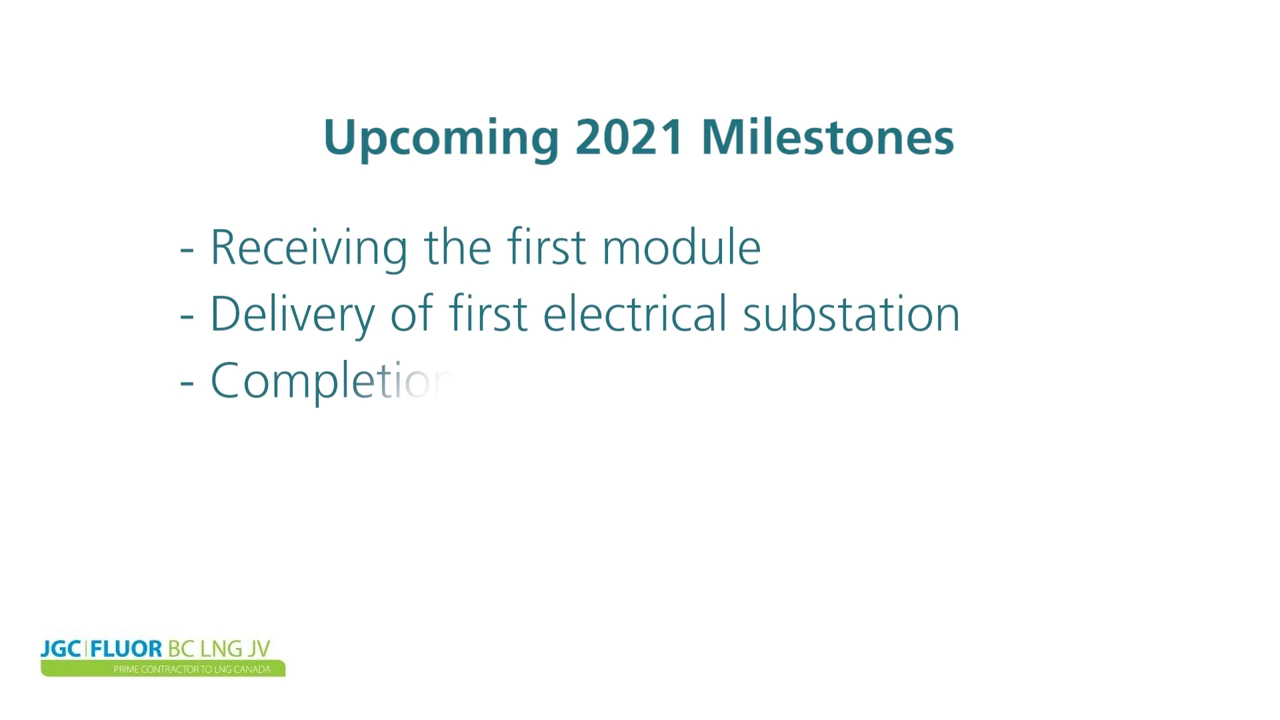 Upcoming 2021 Milestones
- Receiving the first module
- Delivery of first electrical substation
- Completion
JGC | FLUOR BC LNG JV
PRIME CONTRACTOR TO LNG CANADA